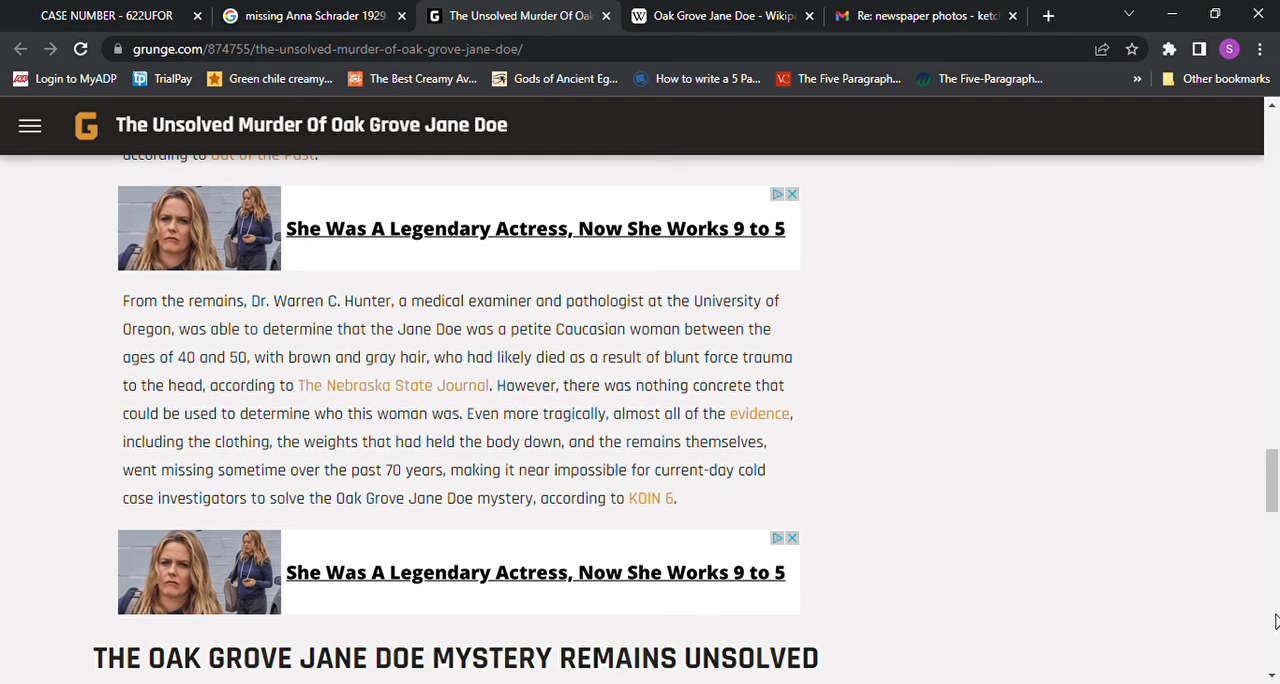 CASE NUMBER - 622UFOR
missing Anna Schrader 1929
The Unsolved Murder Of Oak
Oak Grove Jane Doe - Wikip
Re: newspaper photos - ketc
grunge.com/874755/the-unsolved-murder-of-oak-grove-jane-doe/
S
Login to MyADP
TrialPay
Green chile creamy...
The Best Creamy Av...
Gods of Ancient Eg...
How to write a 5 Pa...
The Five Paragraph...
The Five-Paragraph...
»
Other bookmarks
G
The Unsolved Murder Of Oak Grove Jane Doe
according to Out of the Past.
She Was A Legendary Actress, Now She Works 9 to 5
From the remains, Dr. Warren C. Hunter, a medical examiner and pathologist at the University of
Oregon, was able to determine that the Jane Doe was a petite Caucasian woman between the
ages of 40 and 50, with brown and gray hair, who had likely died as a result of blunt force trauma
to the head, according to The Nebraska State Journal. However, there was nothing concrete that
could be used to determine who this woman was. Even more tragically, almost all of the evidence,
including the clothing, the weights that had held the body down, and the remains themselves,
went missing sometime over the past 70 years, making it near impossible for current-day cold
case investigators to solve the Oak Grove Jane Doe mystery, according to KOIN 6.
She Was A Legendary Actress, Now She Works 9 to 5
THE OAK GROVE JANE DOE MYSTERY REMAINS UNSOLVED